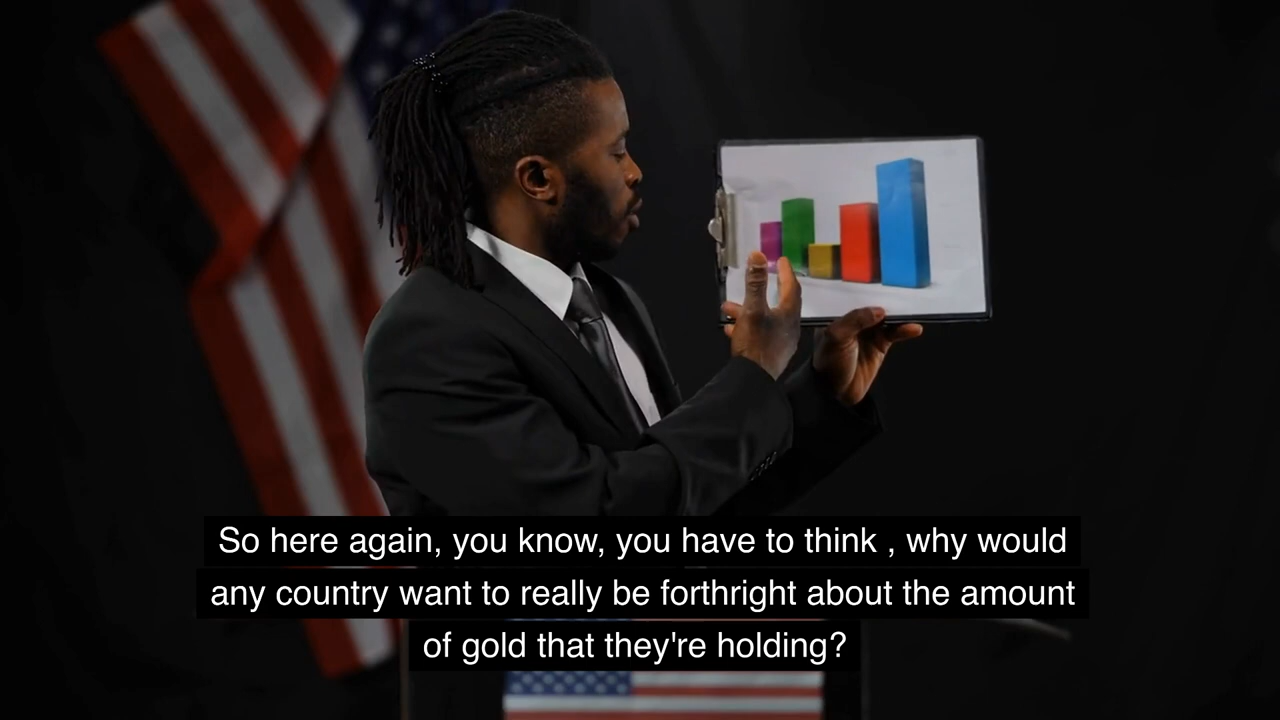 So here again, you know, you have to think , why would
any country want to really be forthright about the amount
of gold that they're holding?